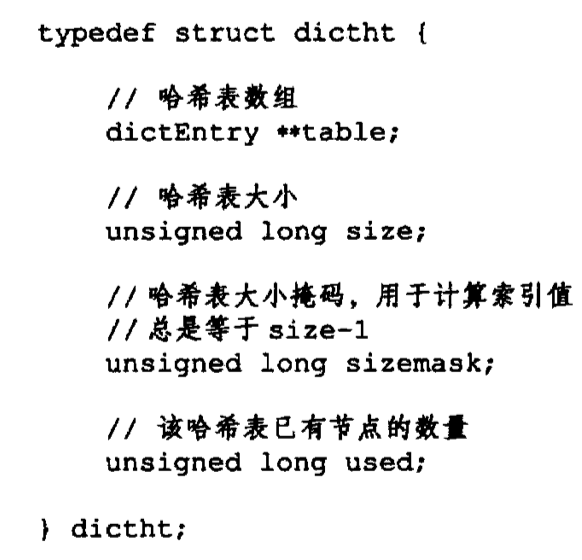 typedef struct dictht {
// 哈希表数组
dictEntry **table;
// 哈希表大小
unsigned long size;
// 哈希表大小掩码，用于计算索引值
// 总是等于 size-1
unsigned long sizemask;
// 该哈希表已有节点的数量
unsigned long used;
} dictht;